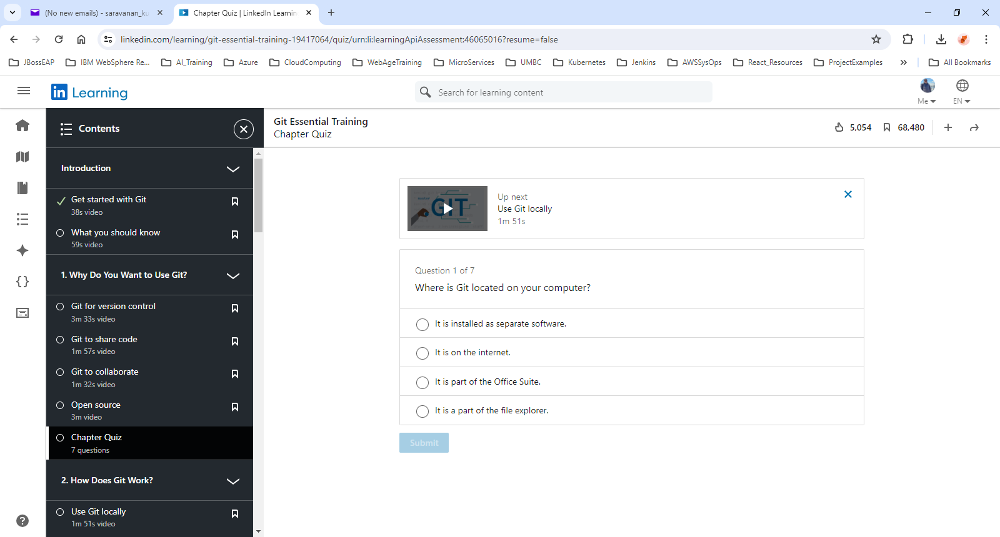 (No new emails) - saravanan_ku
Chapter Quiz | LinkedIn Learnin
linkedin.com/learning/git-essential-training-19417064/quiz/urn:li:learningApiAssessment:46065016?resume=false
JBossEAP
IBM WebSphere Re...
AI_Training
Azure
CloudComputing
WebAgeTraining
MicroServices
UMBC
Kubernetes
Jenkins
AWSSysOps
React_Resources
ProjectExamples
»
All Bookmarks
in Learning
Search for learning content
Me
EN
Contents
Git Essential Training
Chapter Quiz
5,054
68,480
Introduction
Get started with Git
38s video
What you should know
59s video
1. Why Do You Want to Use Git?
Git for version control
3m 33s video
Git to share code
1m 57s video
Git to collaborate
1m 32s video
Open source
3m video
Chapter Quiz
7 questions
2. How Does Git Work?
Use Git locally
1m 51s video
GIT
Up next
Use Git locally
1m 51s
Question 1 of 7
Where is Git located on your computer?
It is installed as separate software.
It is on the internet.
It is part of the Office Suite.
It is a part of the file explorer.
Submit